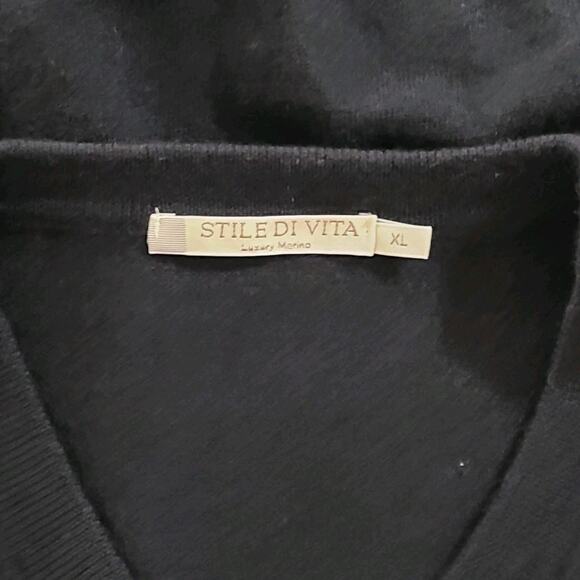 STILE DI VITA
Luxury Merino
XL